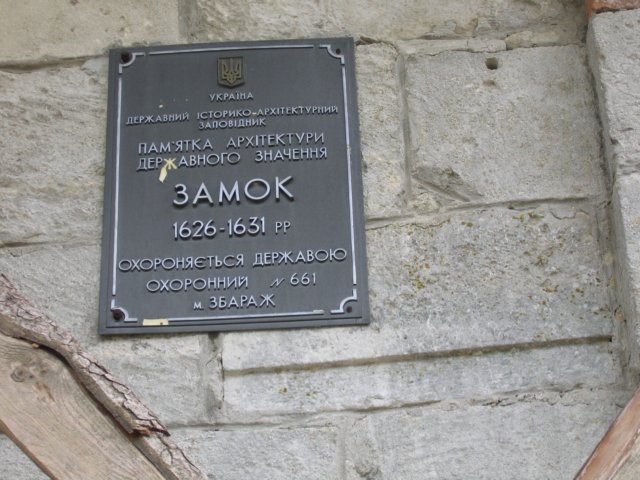 УКРАЇНА
ДЕРЖАВНИЙ ІСТОРИКО-АРХІТЕКТУРНИЙ
ЗАПОВІДНИК
ПАМ'ЯТКА АРХІТЕКТУРИ
ДЕРЖАВНОГО ЗНАЧЕННЯ
ЗАМОК
1626-1631 РР
ОХОРОНЯЄТЬСЯ ДЕРЖАВОЮ
ОХОРОННИЙ № 661
М. ЗБАРАЖ